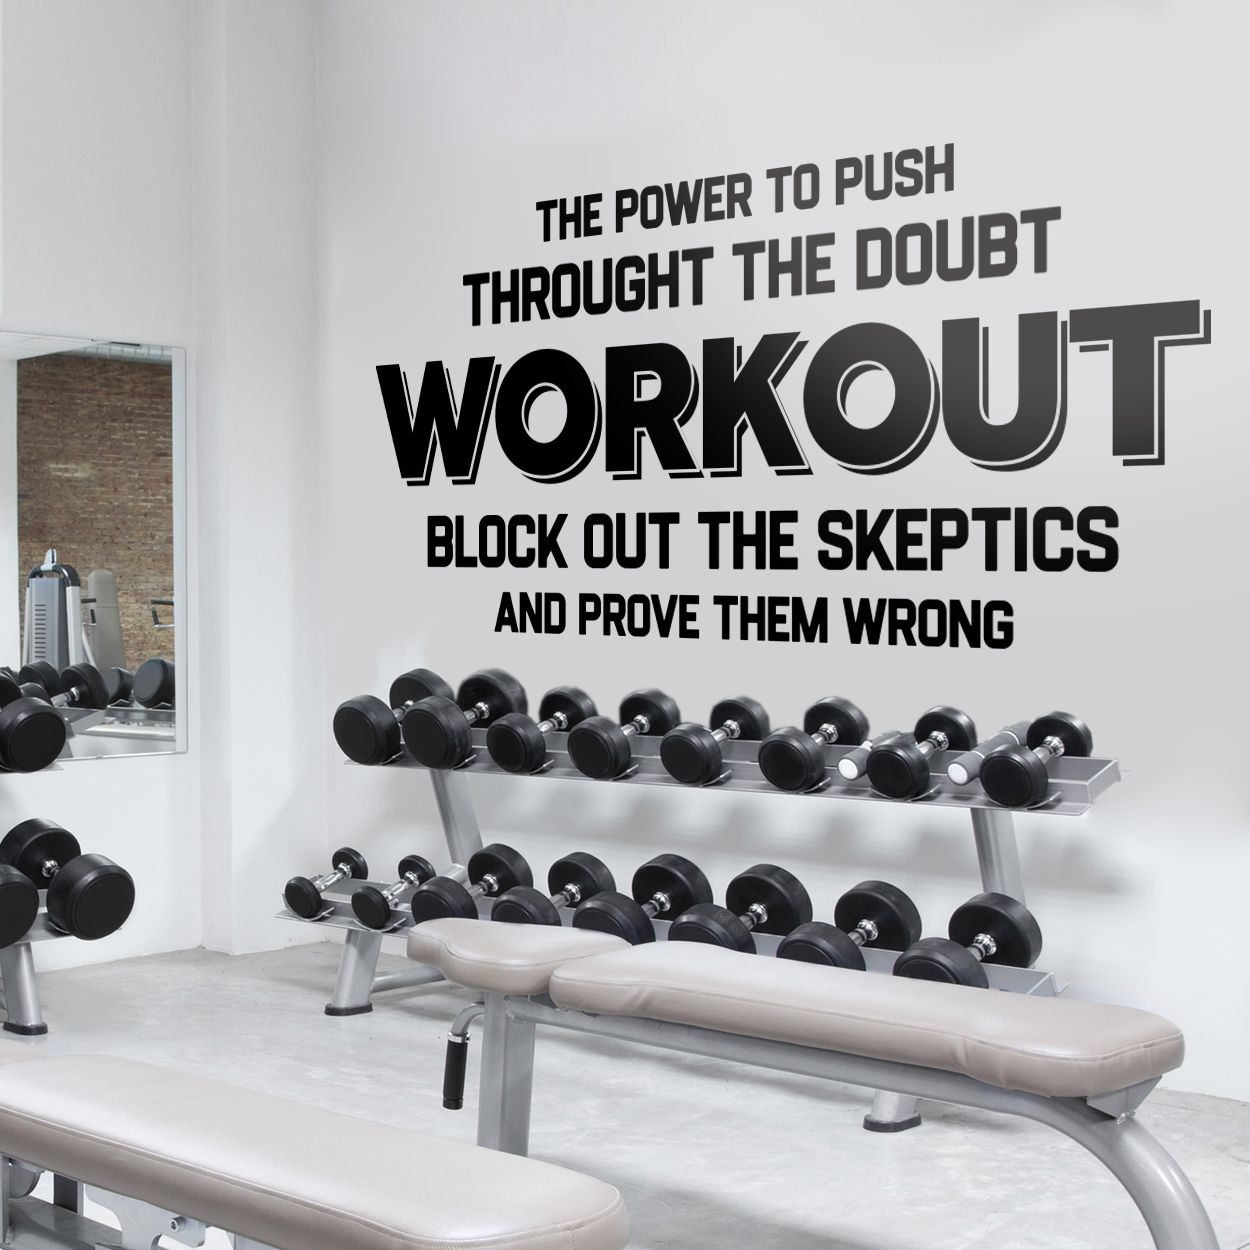 THE POWER TO PUSH
THROUGHT THE DOUBT
WORKOUT
BLOCK OUT THE SKEPTICS
AND PROVE THEM WRONG